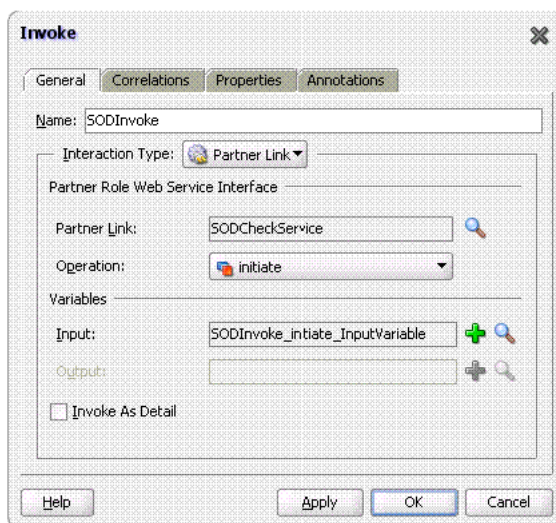 Invoke
General Correlations Properties Annotations
Name: SODInvoke
Interaction Type: Partner Link
Partner Role Web Service Interface
Partner Link: SODCheckService
Operation: initiate
Variables
Input: SODInvoke_intiate_InputVariable
Output:
Invoke As Detail
Help Apply OK Cancel